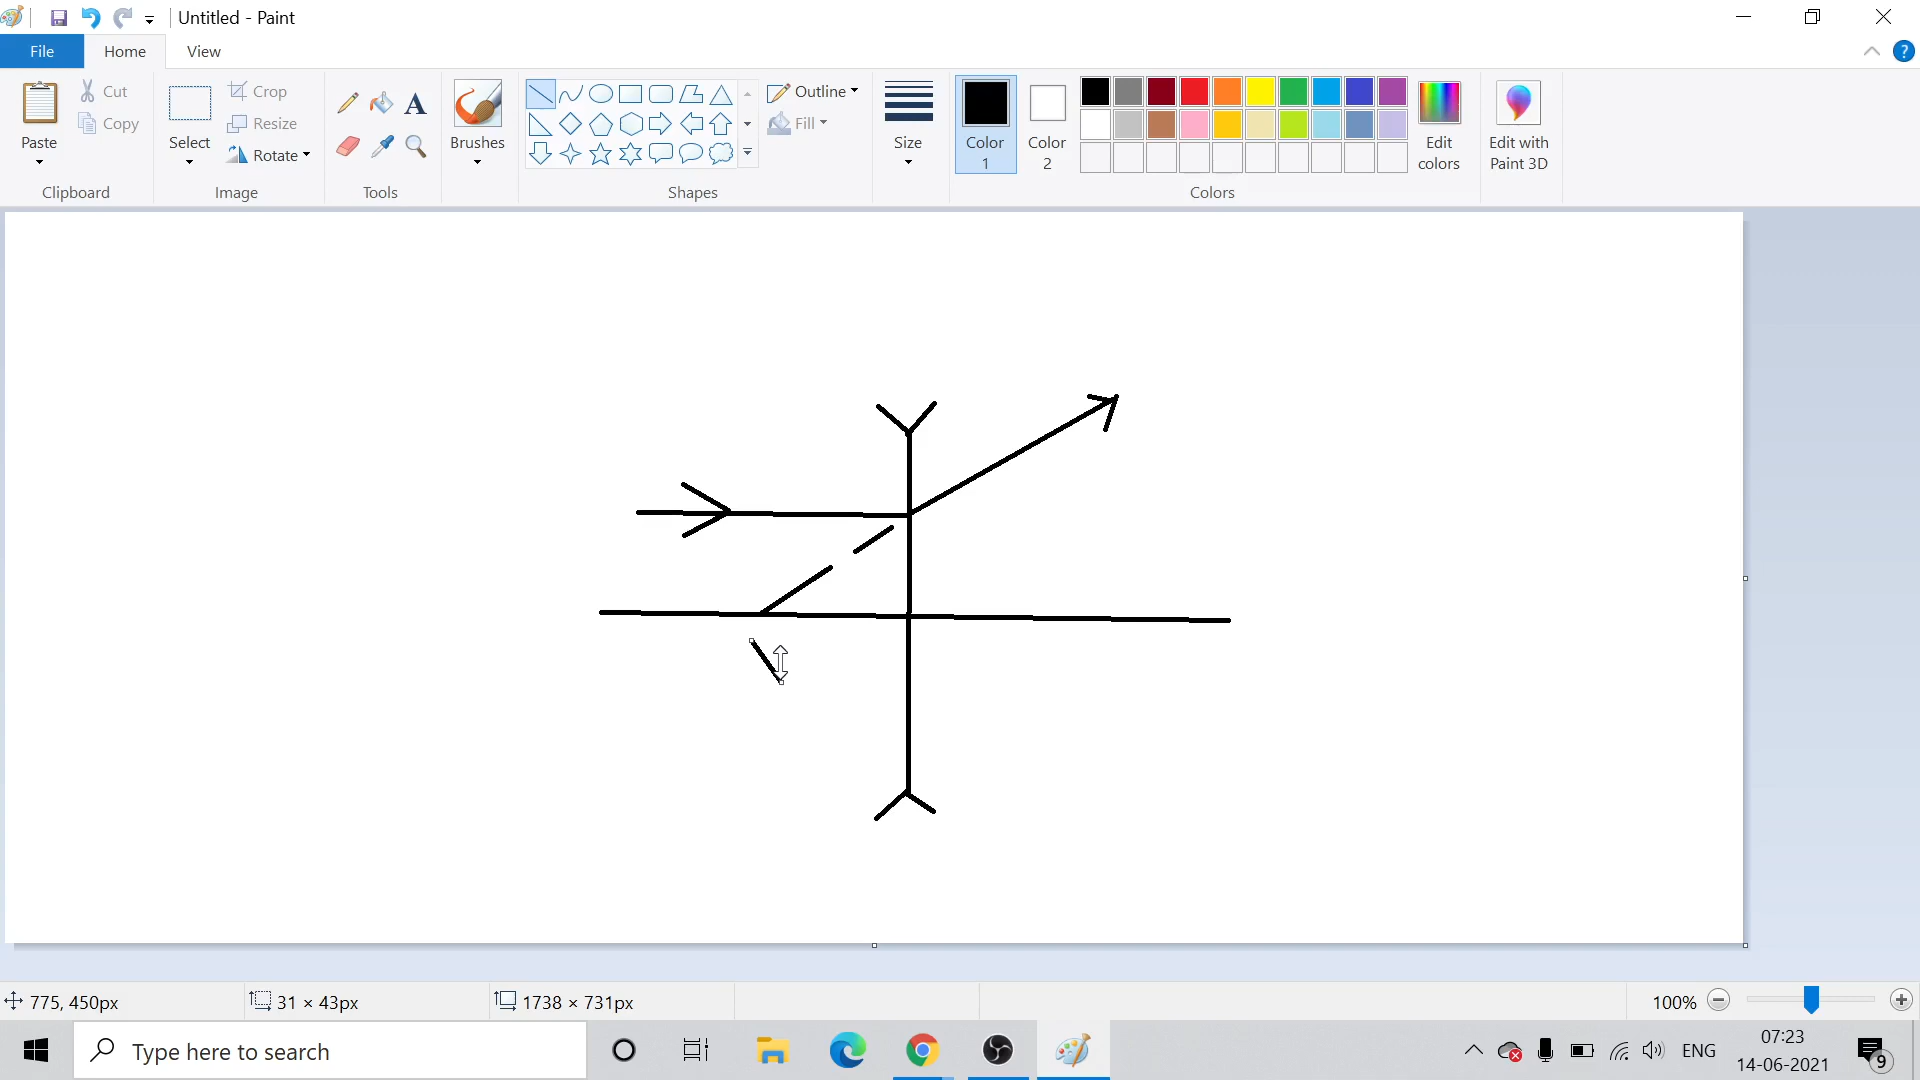 Untitled - Paint
File Home View
Paste
Cut
Copy
Clipboard
Select
Crop
Resize
Rotate
Image
Tools
Brushes
Shapes
Outline
Fill
Size
Color 1
Color 2
Edit colors
Colors
Edit with Paint 3D
775, 450px 31 × 43px 1738 × 731px 100%
Type here to search
ENG
07:23
14-06-2021
9